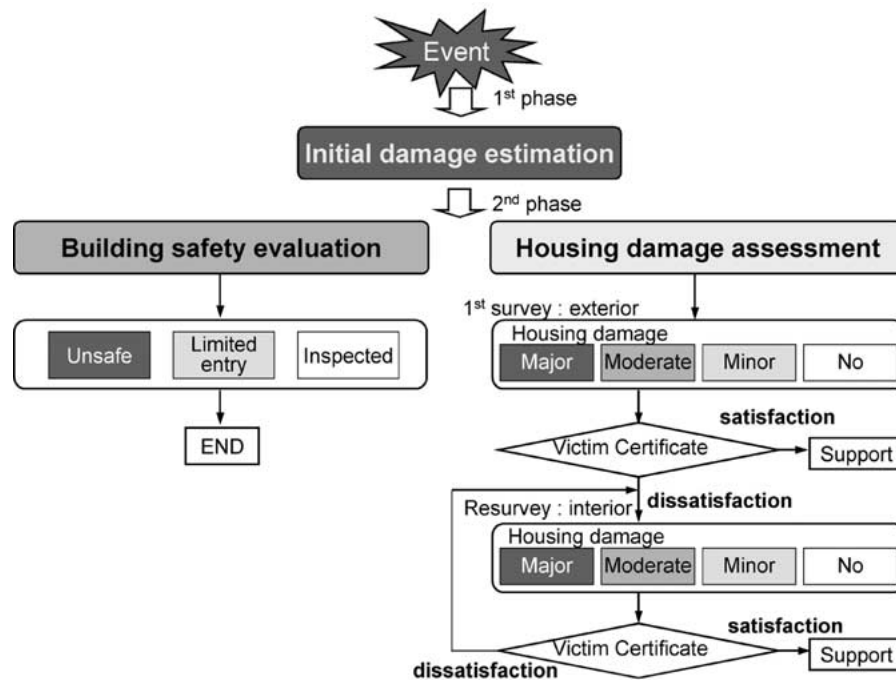 Event
1st phase
Initial damage estimation
2nd phase
Building safety evaluation
Unsafe
Limited
entry
Inspected
END
Housing damage assessment
1st survey : exterior
Housing damage
Major
Moderate
Minor
No
satisfaction
Victim Certificate
Support
dissatisfaction
Resurvey : interior
Housing damage
Major
Moderate
Minor
No
satisfaction
Victim Certificate
Support
dissatisfaction